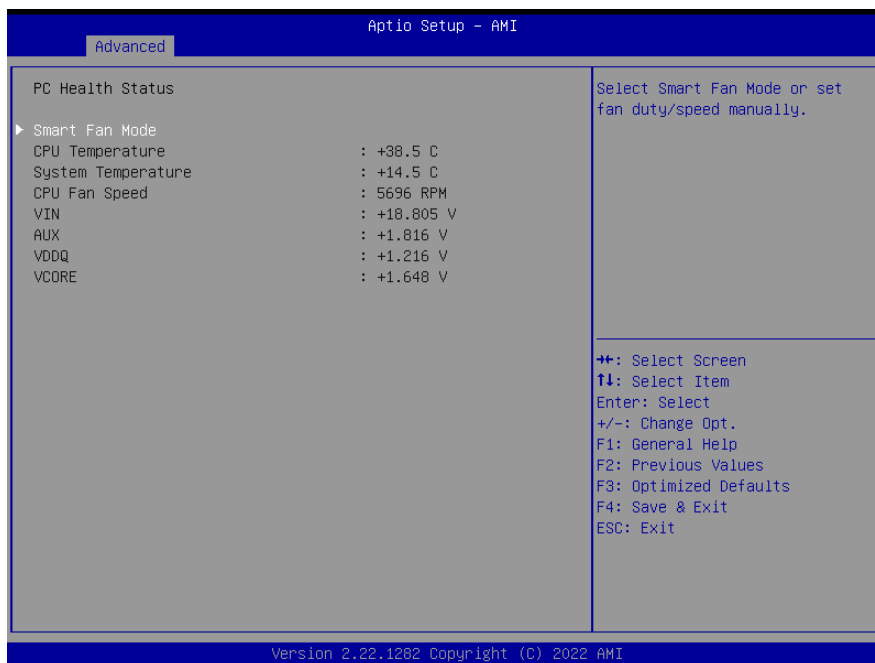 Aptio Setup – AMI
Advanced
PC Health Status
Smart Fan Mode
CPU Temperature : +38.5 C
System Temperature : +14.5 C
CPU Fan Speed : 5696 RPM
VIN : +18.805 V
AUX : +1.816 V
VDDQ : +1.216 V
VCORE : +1.648 V
Select Smart Fan Mode or set
fan duty/speed manually.
→←: Select Screen
↑↓: Select Item
Enter: Select
+/-: Change Opt.
F1: General Help
F2: Previous Values
F3: Optimized Defaults
F4: Save & Exit
ESC: Exit
Version 2.22.1282 Copyright (C) 2022 AMI